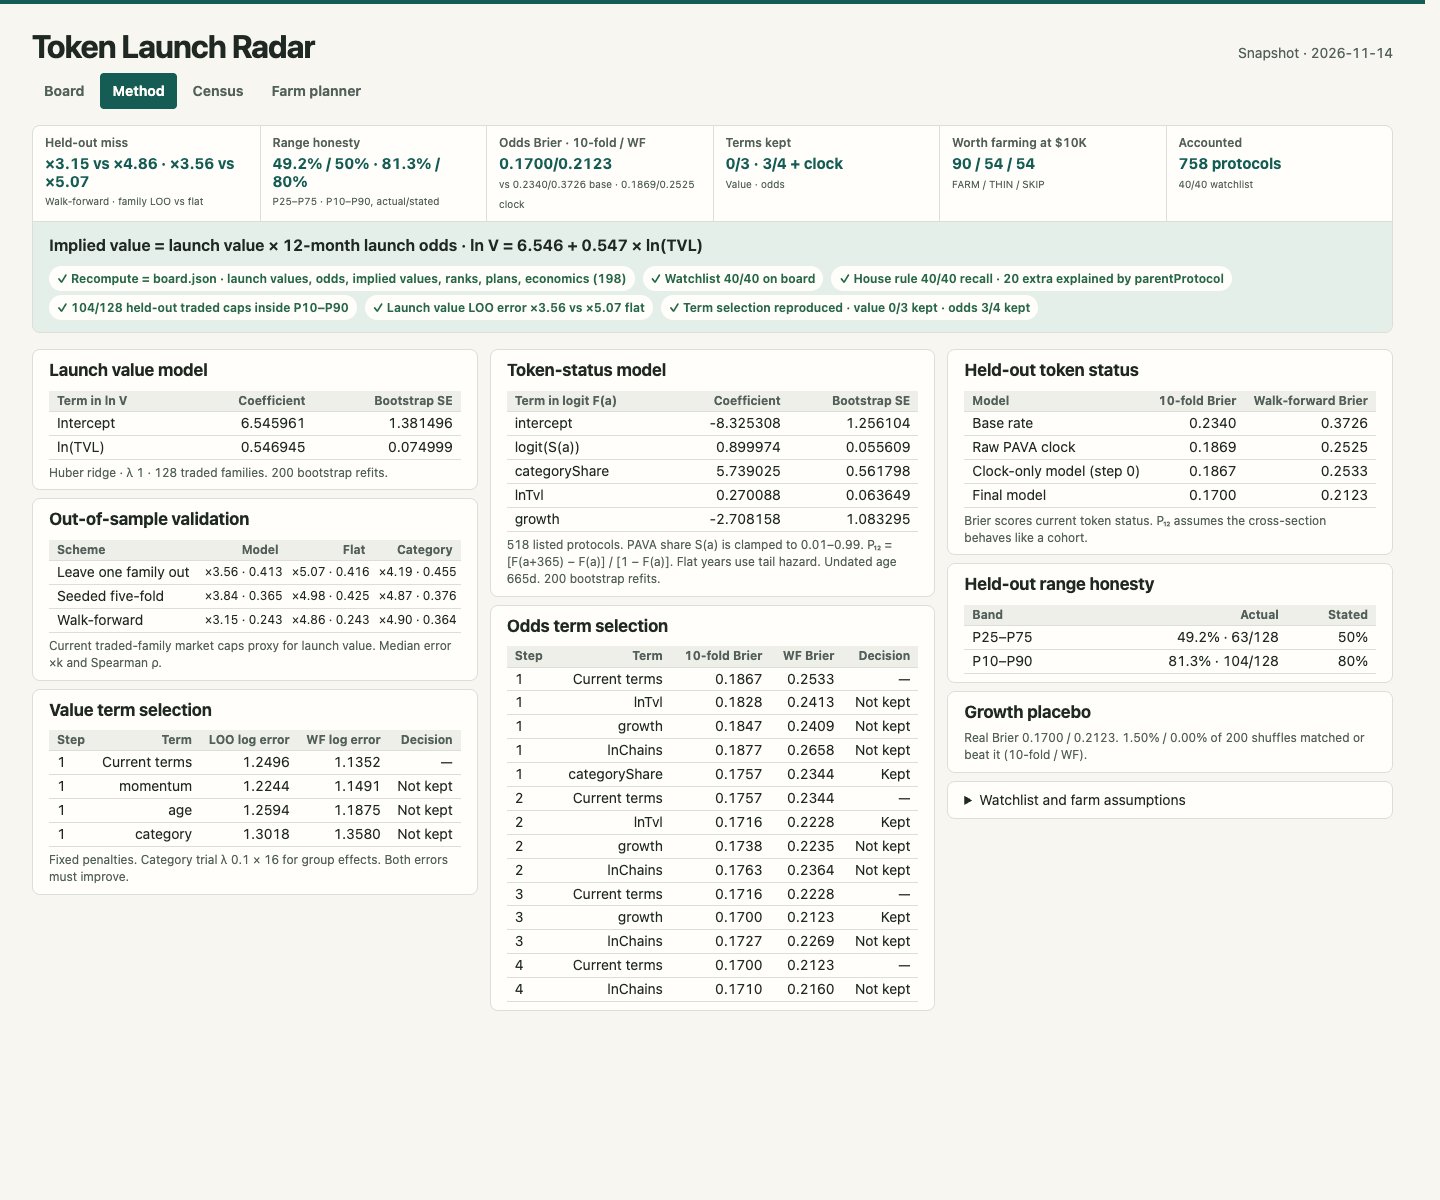 Token Launch Radar
Snapshot · 2026-11-14
Board Method Census Farm planner
Held-out miss
×3.15 vs ×4.86 · ×3.56 vs
×5.07
Walk-forward · family LOO vs flat
Range honesty
49.2% / 50% · 81.3% /
80%
P25–P75 · P10–P90, actual/stated
Odds Brier · 10-fold / WF
0.1700/0.2123
vs 0.2340/0.3726 base · 0.1869/0.2525
clock
Terms kept
0/3 · 3/4 + clock
Value · odds
Worth farming at $10K
90 / 54 / 54
FARM / THIN / SKIP
Accounted
758 protocols
40/40 watchlist
Implied value = launch value × 12-month launch odds · ln V = 6.546 + 0.547 × ln(TVL)
✓ Recompute = board.json · launch values, odds, implied values, ranks, plans, economics (198) ✓ Watchlist 40/40 on board ✓ House rule 40/40 recall · 20 extra explained by parentProtocol
✓ 104/128 held-out traded caps inside P10–P90 ✓ Launch value LOO error ×3.56 vs ×5.07 flat ✓ Term selection reproduced · value 0/3 kept · odds 3/4 kept
Launch value model
Term in ln V Coefficient Bootstrap SE
Intercept 6.545961 1.381496
ln(TVL) 0.546945 0.074999
Huber ridge · λ 1 · 128 traded families. 200 bootstrap refits.
Out-of-sample validation
Scheme Model Flat Category
Leave one family out ×3.56 · 0.413 ×5.07 · 0.416 ×4.19 · 0.455
Seeded five-fold ×3.84 · 0.365 ×4.98 · 0.425 ×4.87 · 0.376
Walk-forward ×3.15 · 0.243 ×4.86 · 0.243 ×4.90 · 0.364
Current traded-family market caps proxy for launch value. Median error
×k and Spearman ρ.
Value term selection
Step Term LOO log error WF log error Decision
1 Current terms 1.2496 1.1352 —
1 momentum 1.2244 1.1491 Not kept
1 age 1.2594 1.1875 Not kept
1 category 1.3018 1.3580 Not kept
Fixed penalties. Category trial λ 0.1 × 16 for group effects. Both errors
must improve.
Token-status model
Term in logit F(a) Coefficient Bootstrap SE
intercept -8.325308 1.256104
logit(S(a)) 0.899974 0.055609
categoryShare 5.739025 0.561798
lnTvl 0.270088 0.063649
growth -2.708158 1.083295
518 listed protocols. PAVA share S(a) is clamped to 0.01–0.99. P₁₂ =
[F(a+365) − F(a)] / [1 − F(a)]. Flat years use tail hazard. Undated age
665d. 200 bootstrap refits.
Odds term selection
Step Term 10-fold Brier WF Brier Decision
1 Current terms 0.1867 0.2533 —
1 lnTvl 0.1828 0.2413 Not kept
1 growth 0.1847 0.2409 Not kept
1 lnChains 0.1877 0.2658 Not kept
1 categoryShare 0.1757 0.2344 Kept
2 Current terms 0.1757 0.2344 —
2 lnTvl 0.1716 0.2228 Kept
2 growth 0.1738 0.2235 Not kept
2 lnChains 0.1763 0.2364 Not kept
3 Current terms 0.1716 0.2228 —
3 growth 0.1700 0.2123 Kept
3 lnChains 0.1727 0.2269 Not kept
4 Current terms 0.1700 0.2123 —
4 lnChains 0.1710 0.2160 Not kept
Held-out token status
Model 10-fold Brier Walk-forward Brier
Base rate 0.2340 0.3726
Raw PAVA clock 0.1869 0.2525
Clock-only model (step 0) 0.1867 0.2533
Final model 0.1700 0.2123
Brier scores current token status. P₁₂ assumes the cross-section
behaves like a cohort.
Held-out range honesty
Band Actual Stated
P25–P75 49.2% · 63/128 50%
P10–P90 81.3% · 104/128 80%
Growth placebo
Real Brier 0.1700 / 0.2123. 1.50% / 0.00% of 200 shuffles matched or
beat it (10-fold / WF).
▶ Watchlist and farm assumptions